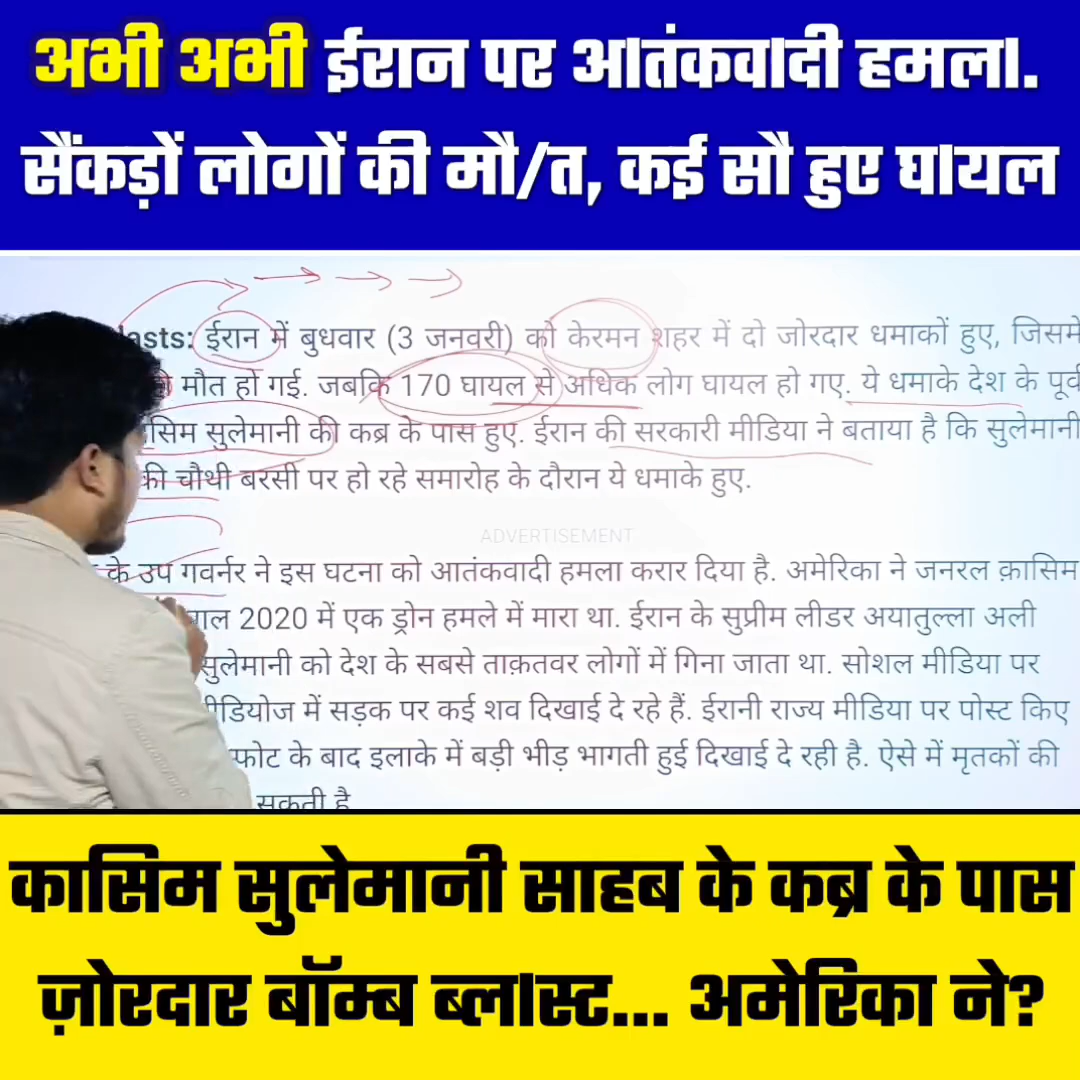 अभी अभी ईरान पर आतंकवादी हमला.
सैंकड़ों लोगों की मौ/त, कई सौ हुए घायल
asts: ईरान में बुधवार (3 जनवरी) को केरमन शहर में दो जोरदार धमाकों हुए, जिसमें
मौत हो गई. जबकि 170 घायल से अधिक लोग घायल हो गए. ये धमाके देश के पूर्व
सिम सुलेमानी की कब्र के पास हुए. ईरान की सरकारी मीडिया ने बताया है कि सुलेमानी
की चौथी बरसी पर हो रहे समारोह के दौरान ये धमाके हुए.
ADVERTISEMENT
के उप गवर्नर ने इस घटना को आतंकवादी हमला करार दिया है. अमेरिका ने जनरल क़ासिम
साल 2020 में एक ड्रोन हमले में मारा था. ईरान के सुप्रीम लीडर अयातुल्ला अली
सुलेमानी को देश के सबसे ताक़तवर लोगों में गिना जाता था. सोशल मीडिया पर
ीडियोज में सड़क पर कई शव दिखाई दे रहे हैं. ईरानी राज्य मीडिया पर पोस्ट किए
फोट के बाद इलाके में बड़ी भीड़ भागती हुई दिखाई दे रही है. ऐसे में मृतकों की
सकती है
कासिम सुलेमानी साहब के कब्र के पास
ज़ोरदार बॉम्ब ब्लास्ट... अमेरिका ने?